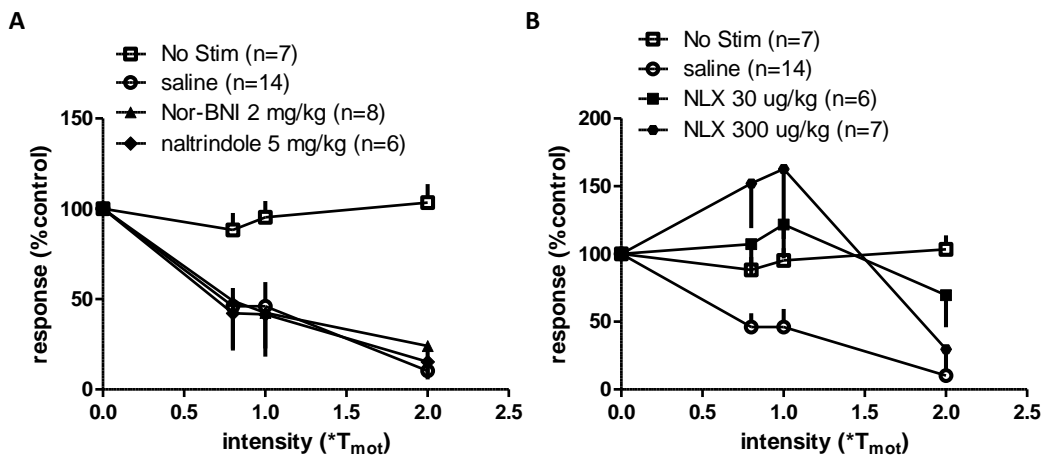 A
No Stim (n=7)
saline (n=14)
Nor-BNI 2 mg/kg (n=8)
naltrindole 5 mg/kg (n=6)
150
100
50
0
response (%control)
0.0 0.5 1.0 1.5 2.0 2.5
intensity (*Tmot)
B
No Stim (n=7)
saline (n=14)
NLX 30 ug/kg (n=6)
NLX 300 ug/kg (n=7)
200
150
100
50
0
response (%control)
0.0 0.5 1.0 1.5 2.0 2.5
intensity (*Tmot)